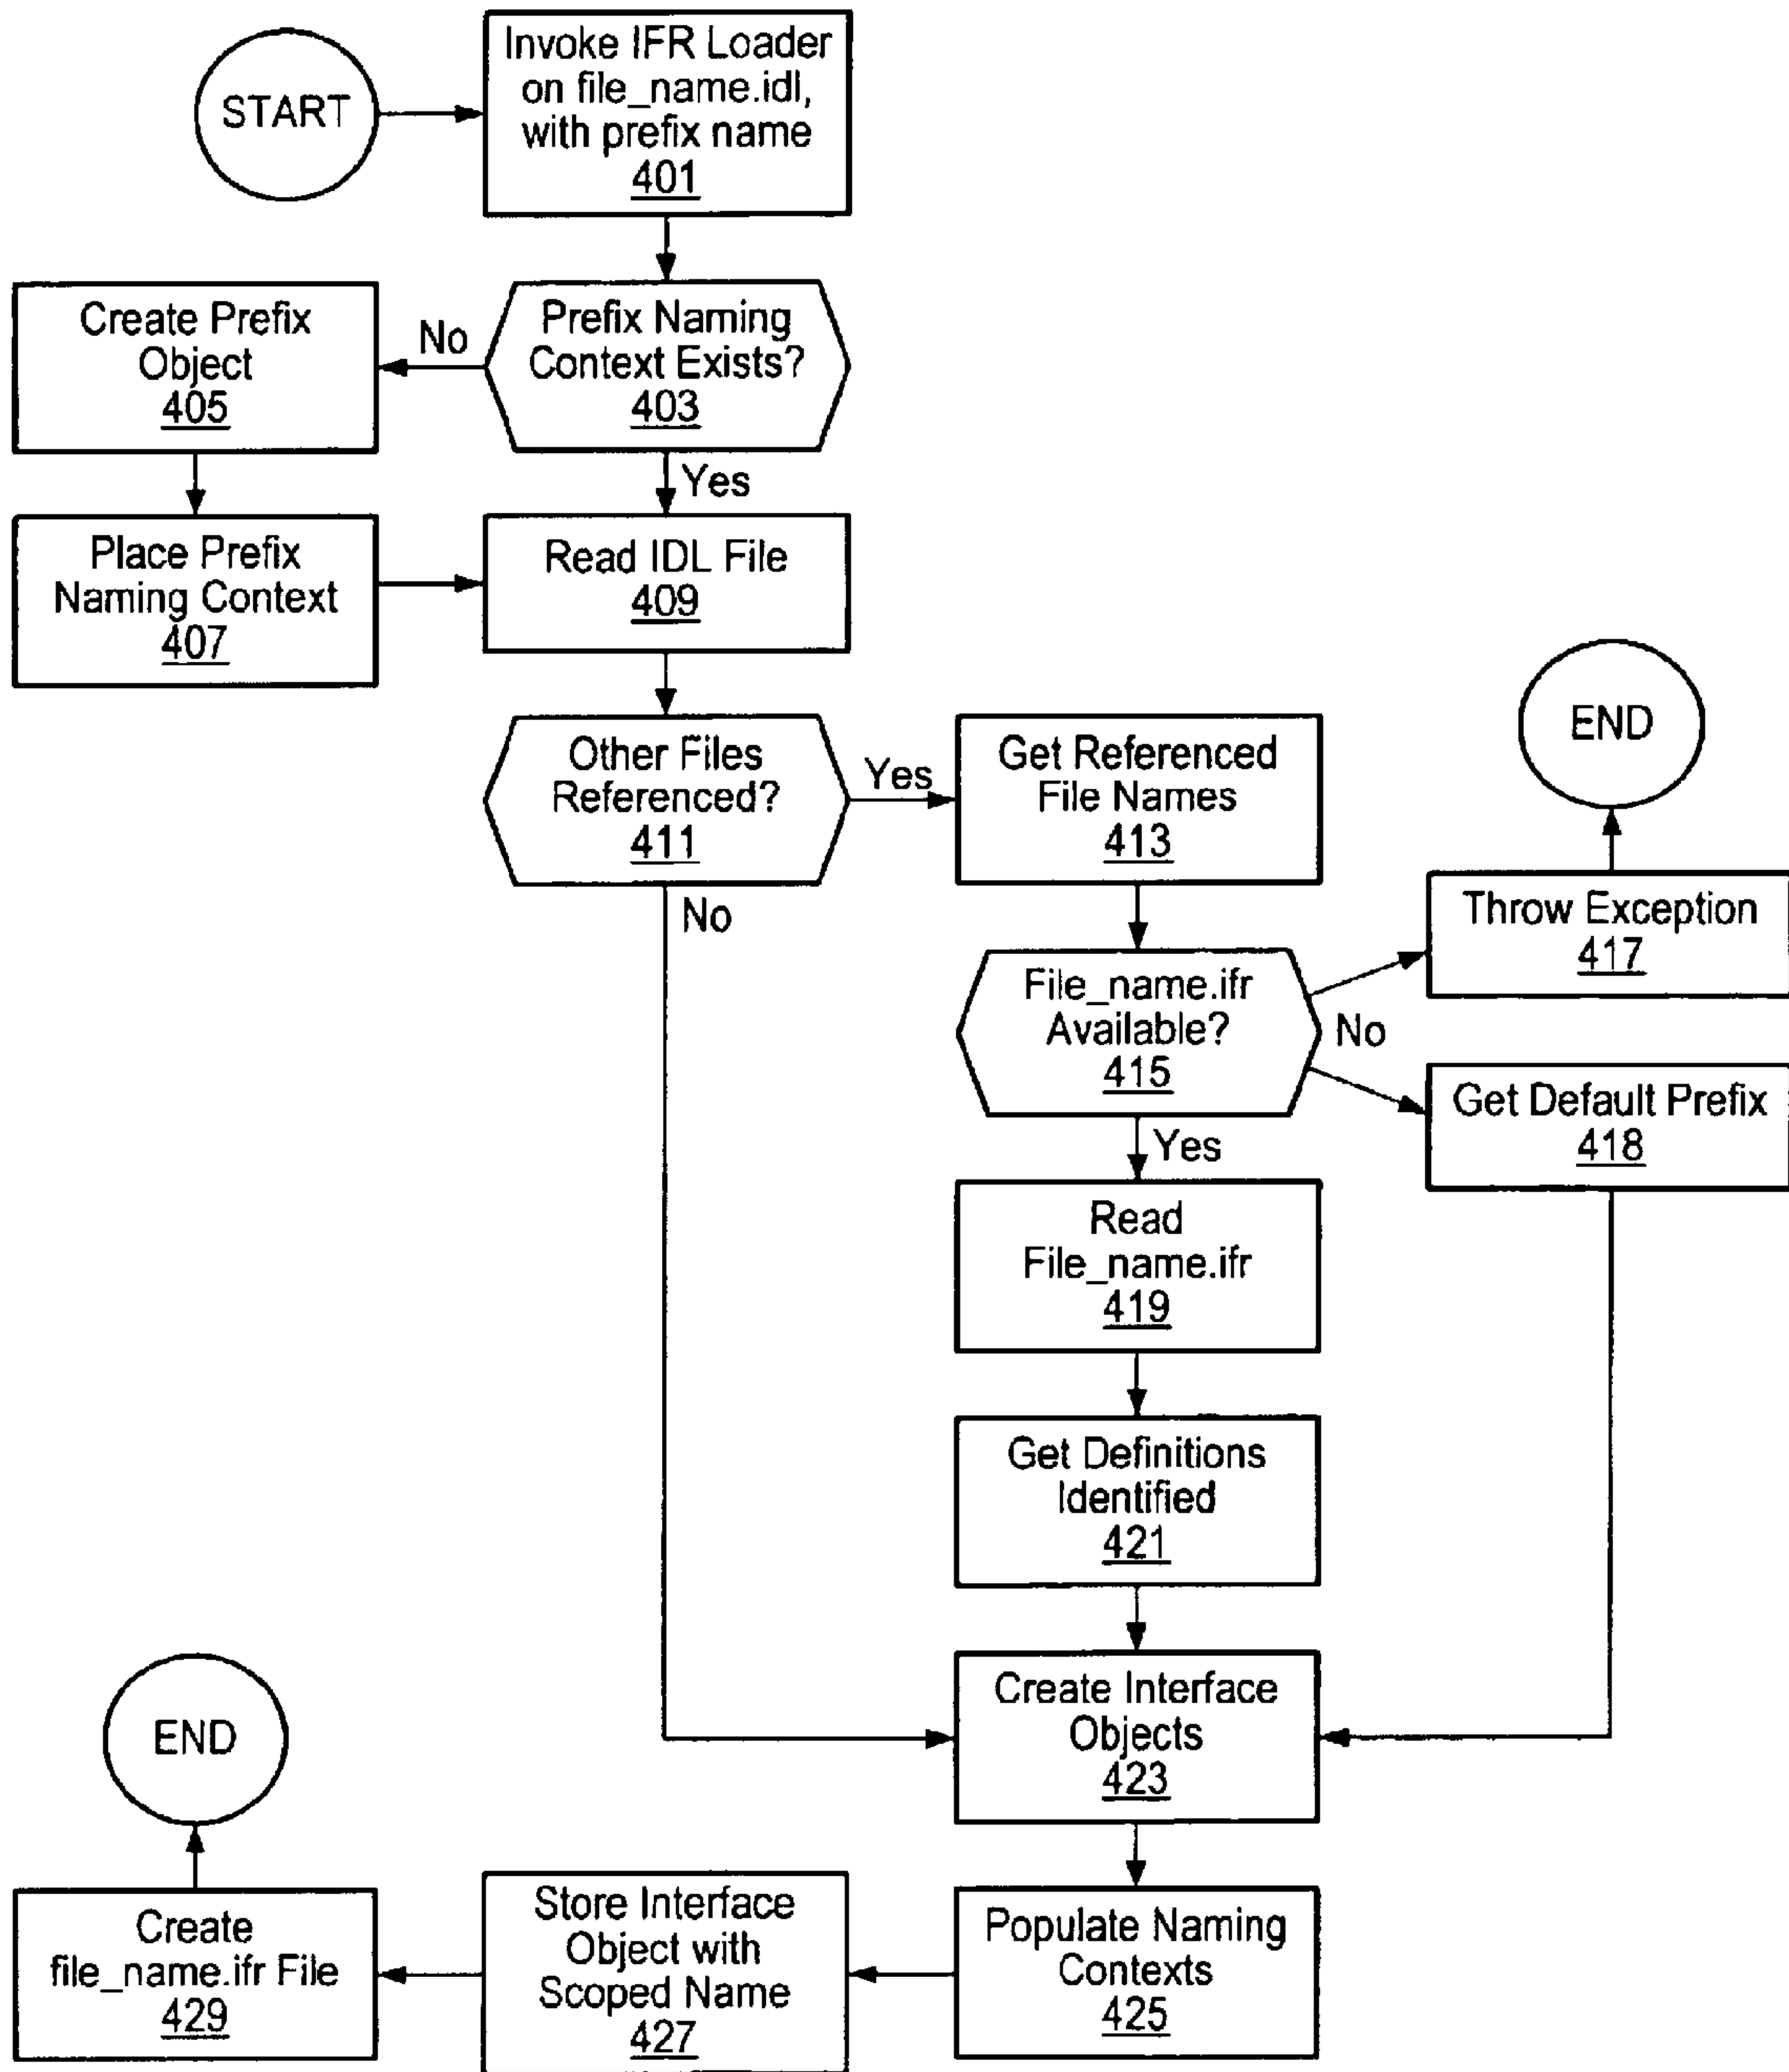 START
Invoke IFR Loader
on file_name.idl,
with prefix name
401
Prefix Naming
Context Exists?
403
No
Create Prefix
Object
405
Yes
Place Prefix
Naming Context
407
Read IDL File
409
Other Files
Referenced?
411
Yes
Get Referenced
File Names
413
END
No
Throw Exception
417
File_name.ifr
Available?
415
No
Get Default Prefix
418
Yes
Read
File_name.ifr
419
Get Definitions
Identified
421
Create Interface
Objects
423
END
Populate Naming
Contexts
425
Store Interface
Object with
Scoped Name
427
Create
file_name.ifr File
429